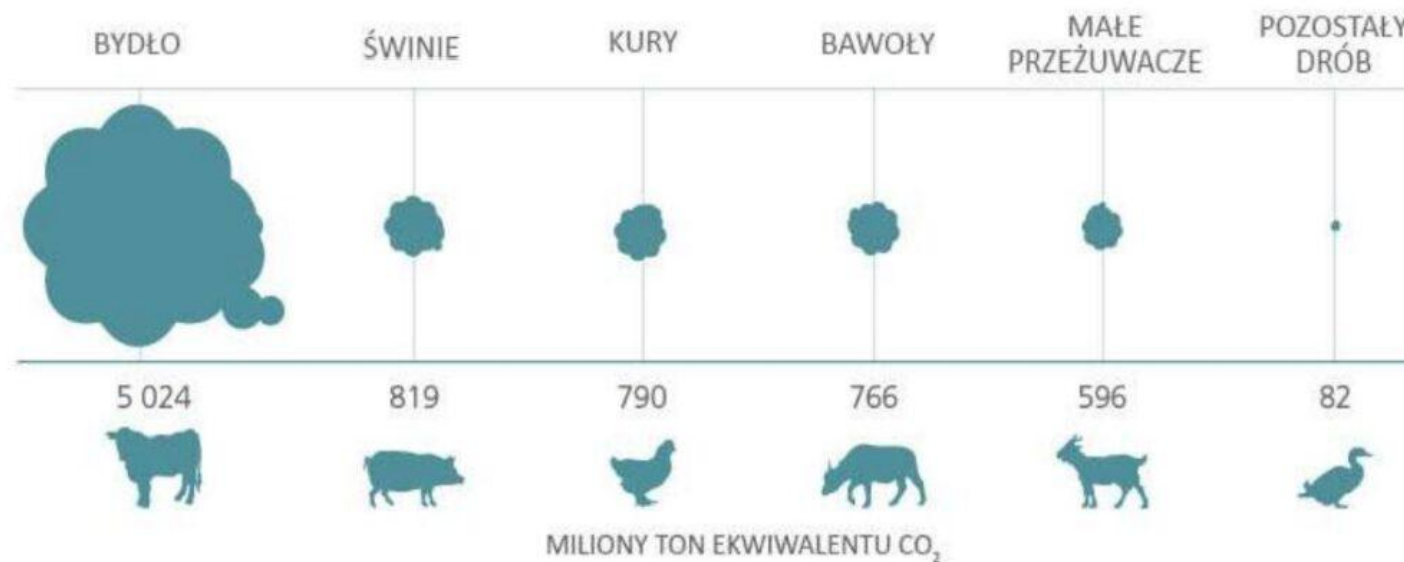 BYDŁO
ŚWINIE
KURY
BAWOŁY
MAŁE
PRZEŻUWACZE
POZOSTAŁY
DRÓB
5 024
819
790
766
596
82
MILIONY TON EKWIWALENTU CO₂